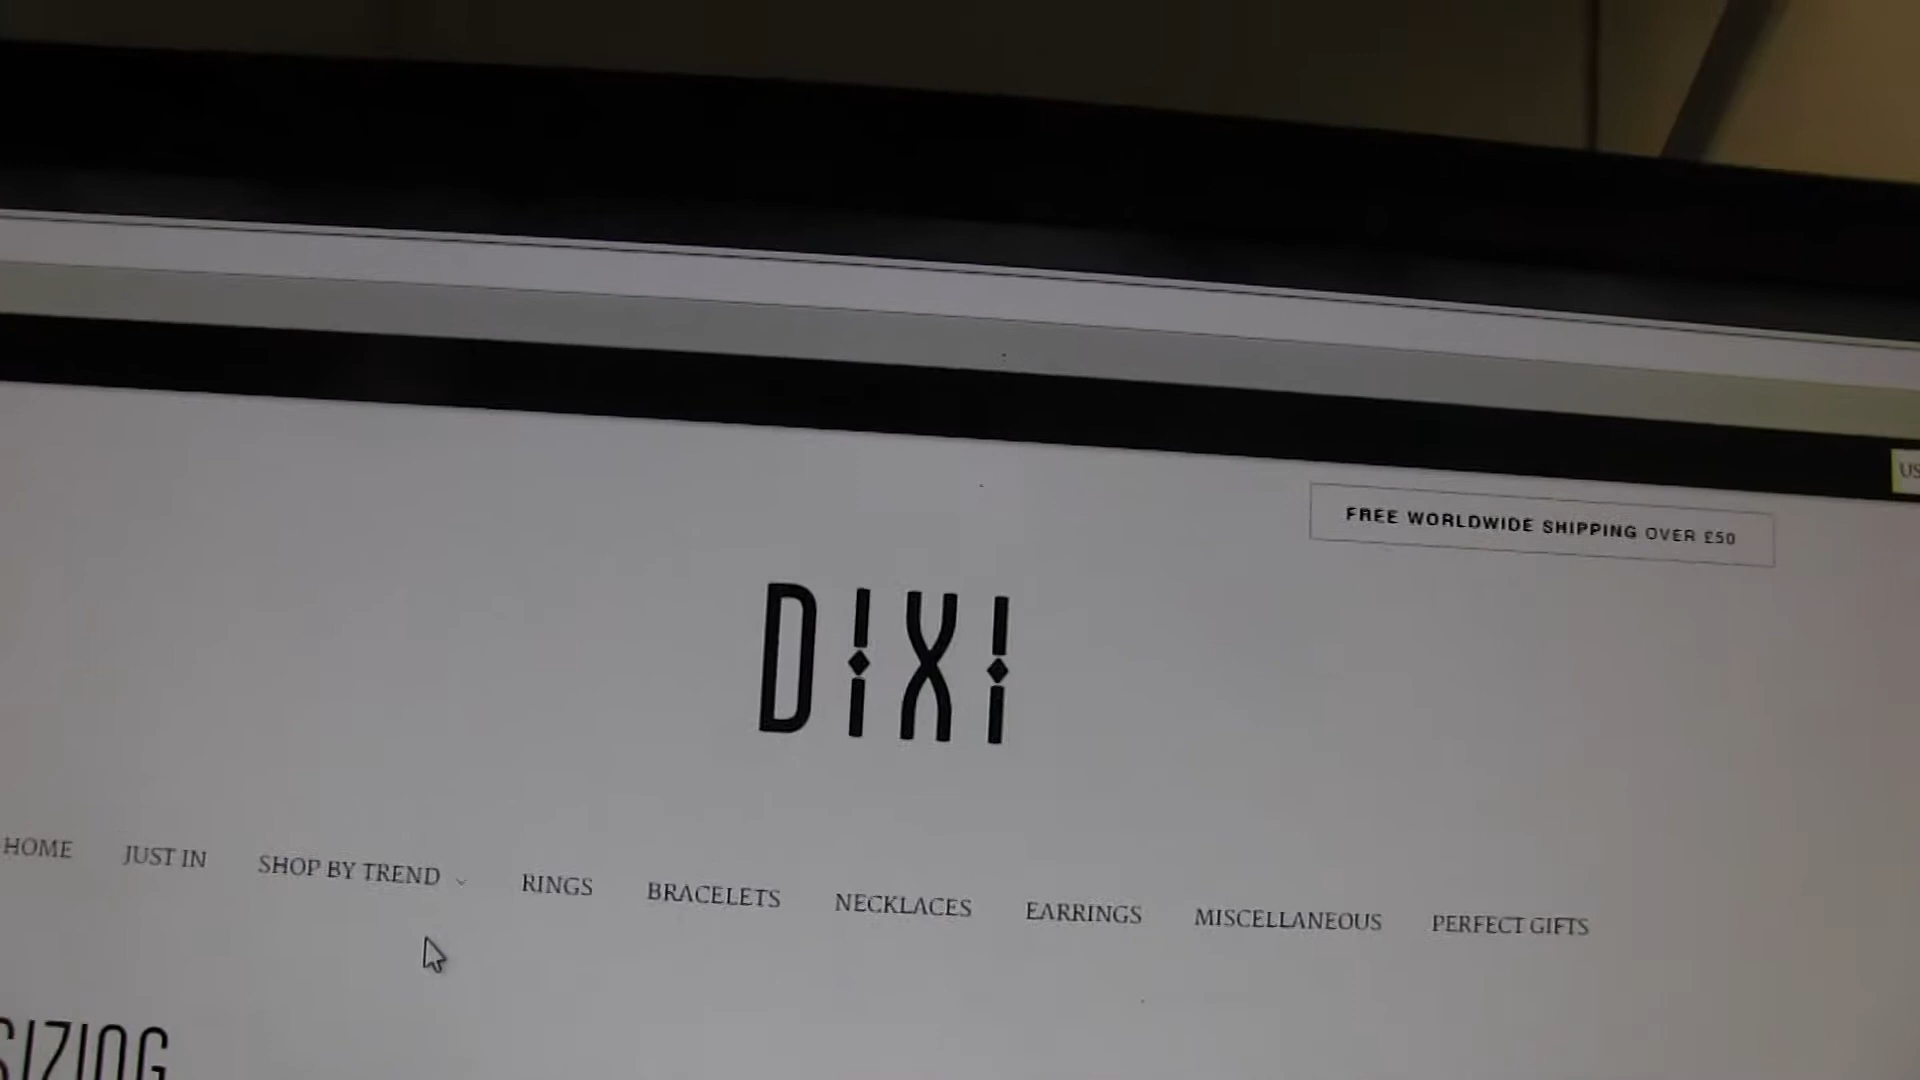 US
FREE WORLDWIDE SHIPPING OVER £50
DIXI
HOME JUST IN SHOP BY TREND RINGS BRACELETS NECKLACES EARRINGS MISCELLANEOUS PERFECT GIFTS
SIZING